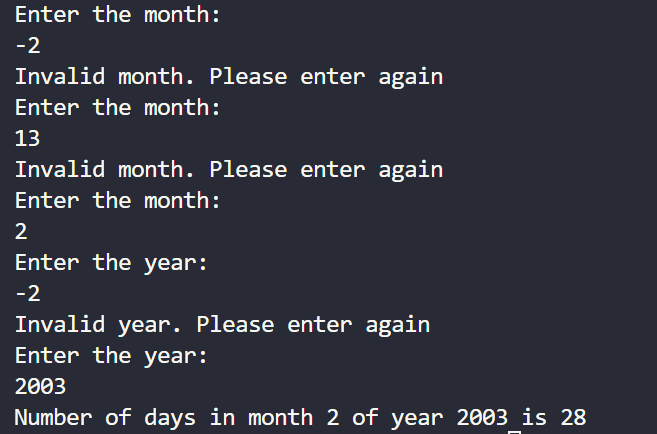 Enter the month:
-2
Invalid month. Please enter again
Enter the month:
13
Invalid month. Please enter again
Enter the month:
2
Enter the year:
-2
Invalid year. Please enter again
Enter the year:
2003
Number of days in month 2 of year 2003 is 28